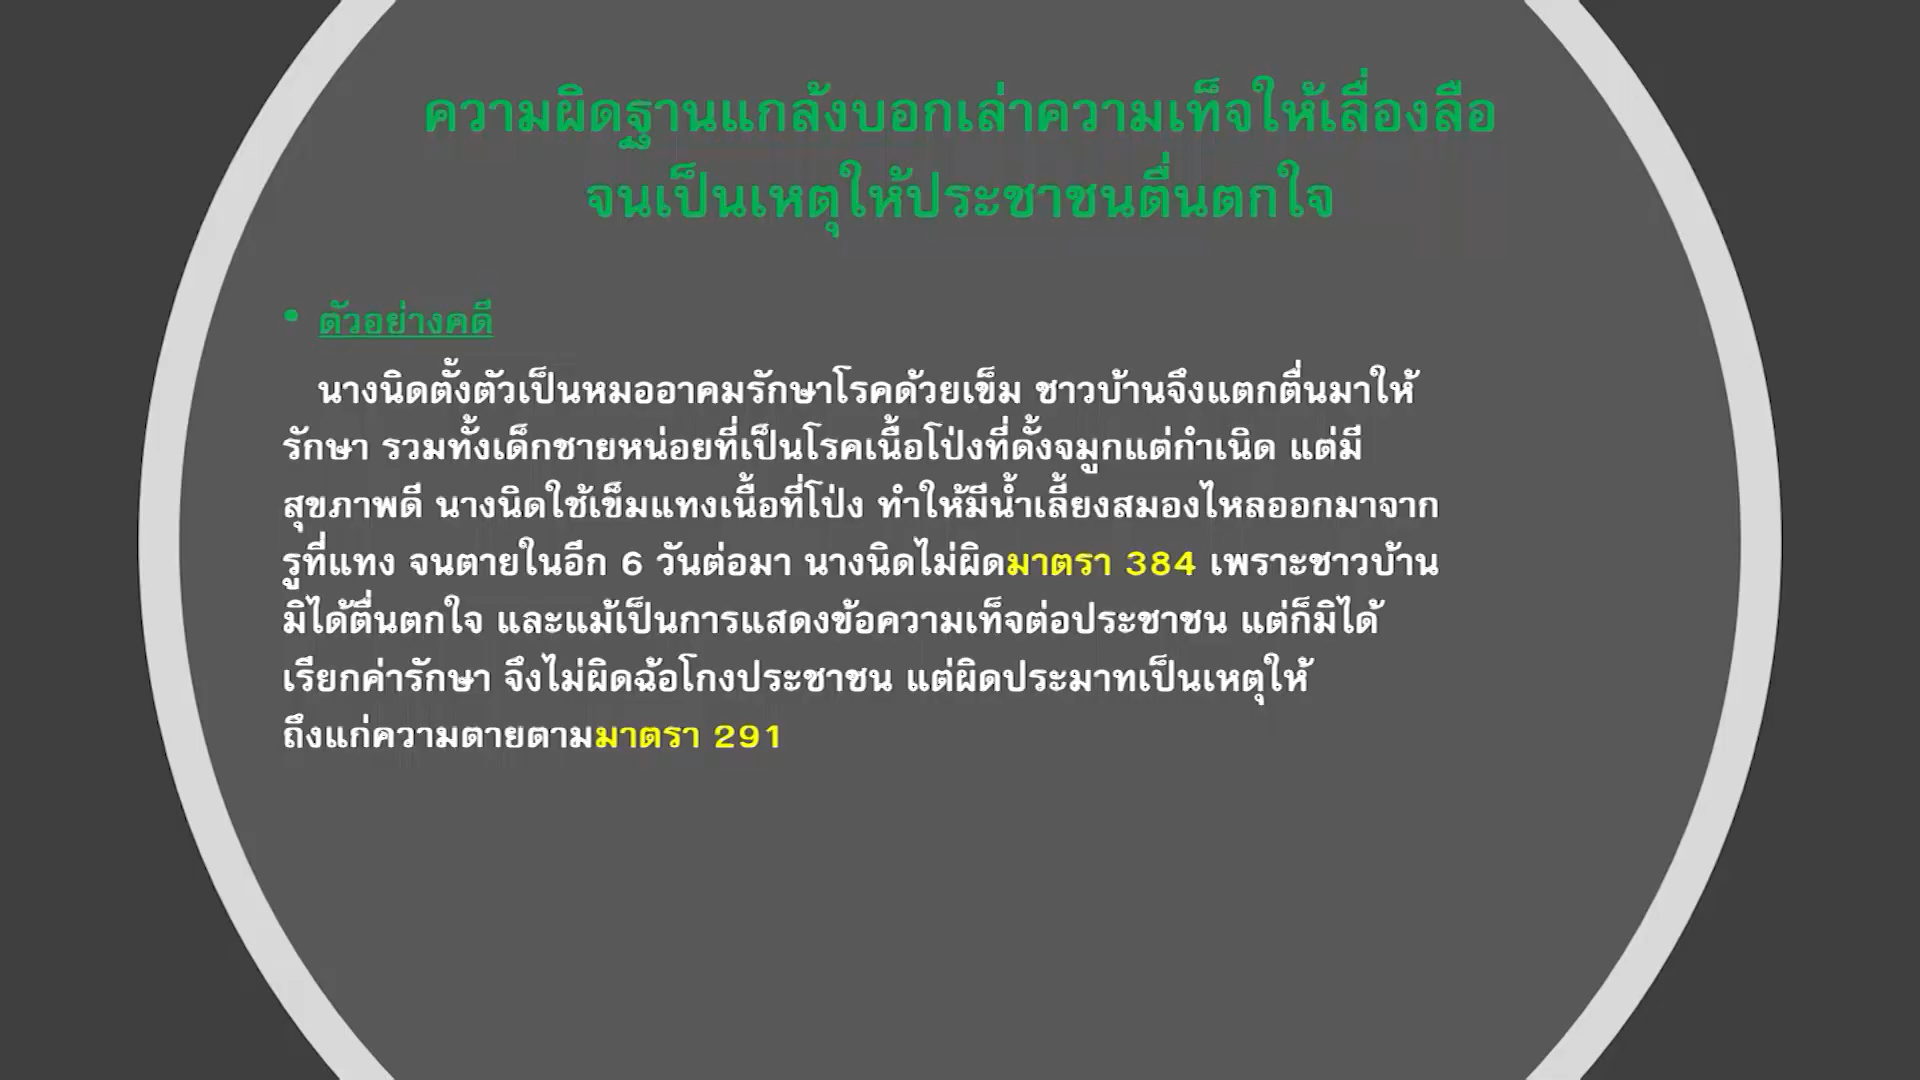 ความผิดฐานแกล้งบอกเล่าความเท็จให้เลื่องลือ
จนเป็นเหตุให้ประชาชนตื่นตกใจ
• ตัวอย่างคดี
นางนิดตั้งตัวเป็นหมออาคมรักษาโรคด้วยเข็ม ชาวบ้านจึงแตกตื่นมาให้
รักษา รวมทั้งเด็กชายหน่อยที่เป็นโรคเนื้อโป่งที่ดั้งจมูกแต่กำเนิด แต่มี
สุขภาพดี นางนิดใช้เข็มแทงเนื้อที่โป่ง ทำให้มีน้ำเลี้ยงสมองไหลออกมาจาก
รูที่แทง จนตายในอีก 6 วันต่อมา นางนิดไม่ผิดมาตรา 384 เพราะชาวบ้าน
มิได้ตื่นตกใจ และแม้เป็นการแสดงข้อความเท็จต่อประชาชน แต่ก็มิได้
เรียกค่ารักษา จึงไม่ผิดฉ้อโกงประชาชน แต่ผิดประมาทเป็นเหตุให้
ถึงแก่ความตายตามมาตรา 291